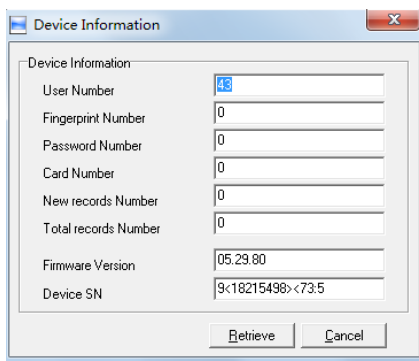 Device Information
Device Information
User Number 43
Fingerprint Number 0
Password Number 0
Card Number 0
New records Number 0
Total records Number 0
Firmware Version 05.29.80
Device SN 9<18215498><73:5
Retrieve Cancel